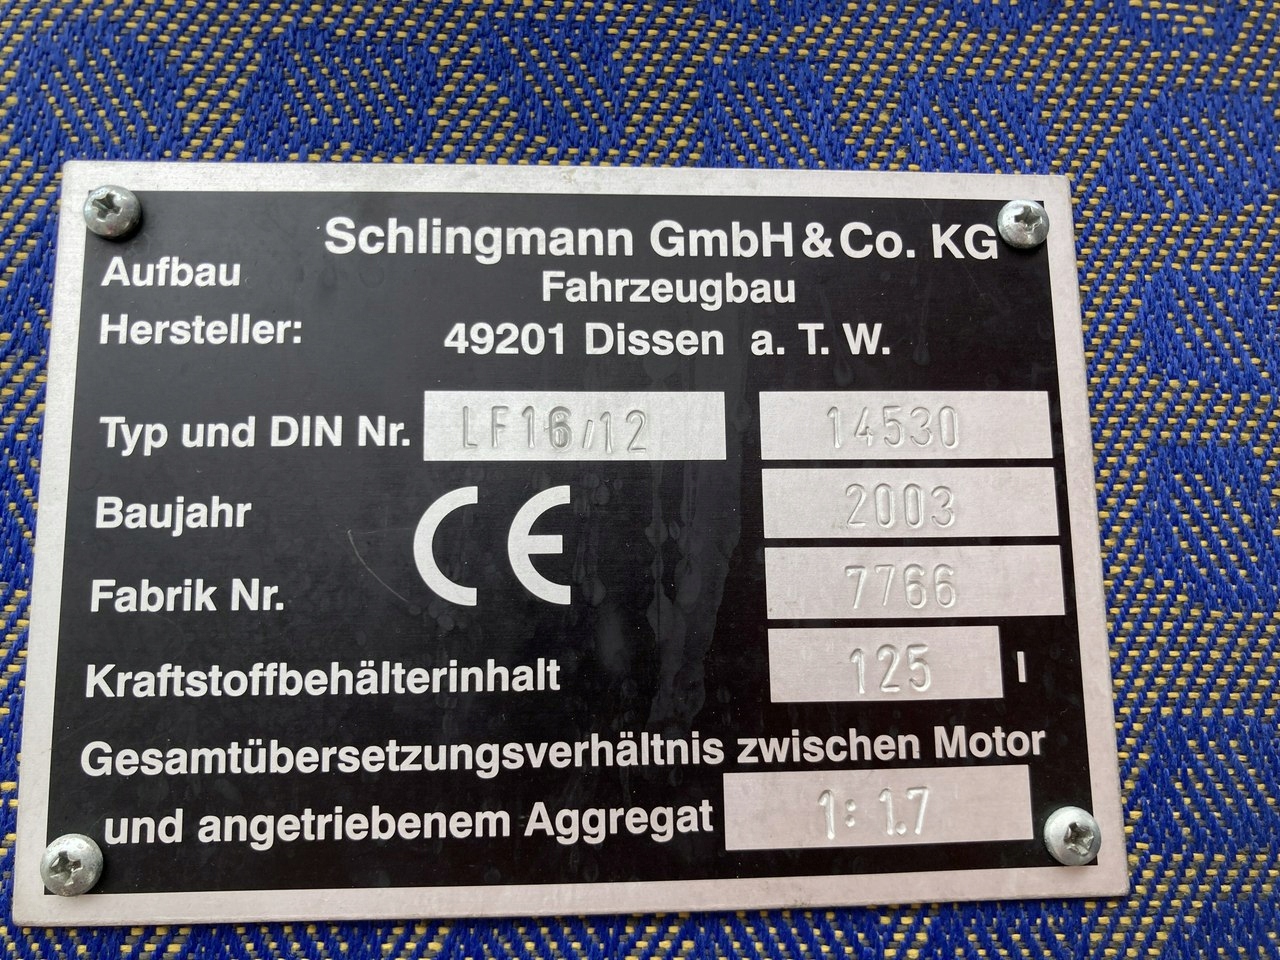 Schlingmann GmbH & Co. KG
Aufbau Fahrzeugbau
Hersteller: 49201 Dissen a. T. W.
Typ und DIN Nr. LF16/12 14530
Baujahr CE 2003
Fabrik Nr. 7766
Kraftstoffbehälterinhalt 125 l
Gesamtübersetzungsverhältnis zwischen Motor
und angetriebenem Aggregat 1: 1.7